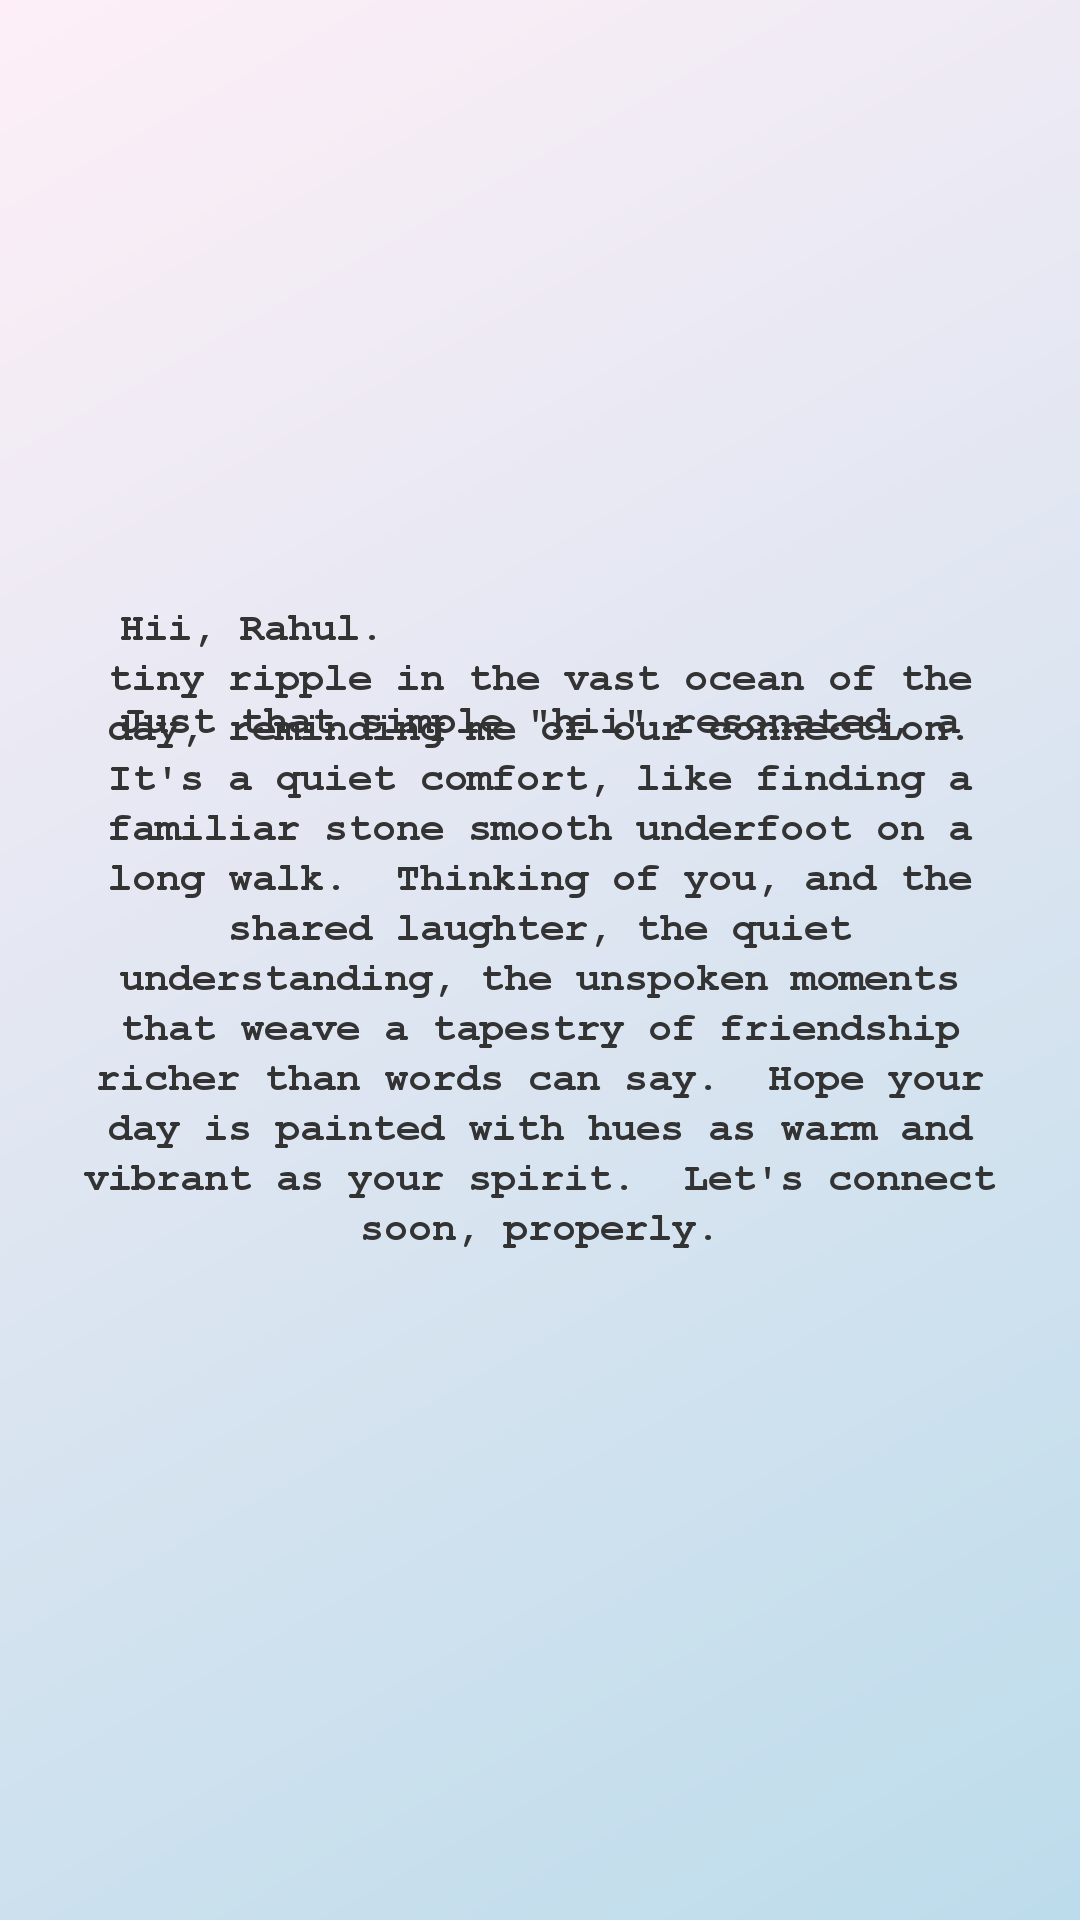 Hii, Rahul.
tiny ripple in the vast ocean of the
Just that simple "hii" resonated, a
day, reminding me of our connection.
It's a quiet comfort, like finding a
familiar stone smooth underfoot on a
long walk.  Thinking of you, and the
shared laughter, the quiet
understanding, the unspoken moments
that weave a tapestry of friendship
richer than words can say.  Hope your
day is painted with hues as warm and
vibrant as your spirit.  Let's connect
soon, properly.